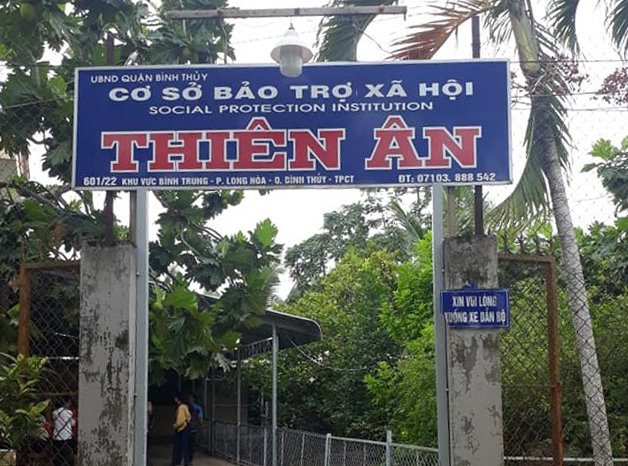 UBND QUẬN BÌNH THỦY
CƠ SỞ BẢO TRỢ XÃ HỘI
SOCIAL PROTECTION INSTITUTION
THIÊN ÂN
601/22 KHU VỰC BÌNH TRUNG - P. LONG HÒA - Q. BÌNH THỦY - TPCT ĐT: 07103. 888 542
XIN VUI LÒNG
XUỐNG XE DẪN BỘ